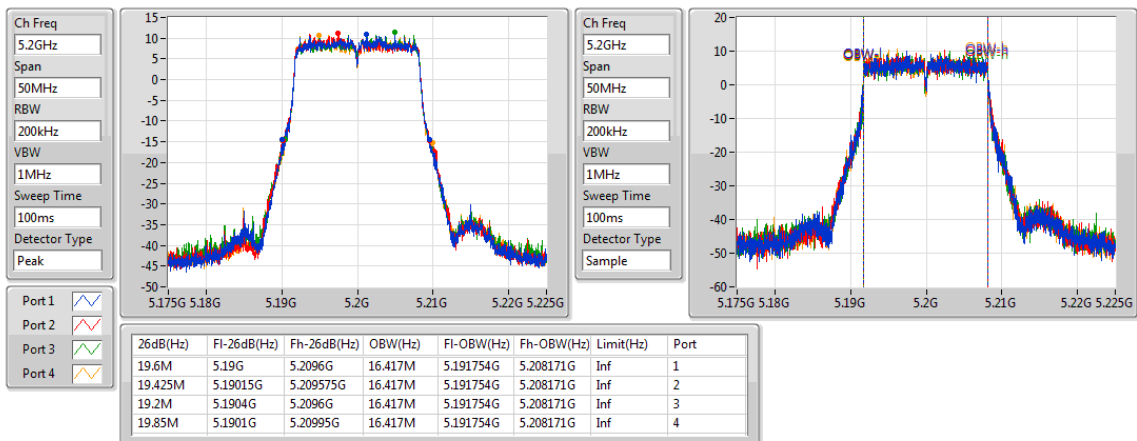 Ch Freq
5.2GHz
Span
50MHz
RBW
200kHz
VBW
1MHz
Sweep Time
100ms
Detector Type
Peak
15
10
5
0
-5
-10
-15
-20
-25
-30
-35
-40
-45
-50
5.175G 5.18G 5.19G 5.2G 5.21G 5.22G 5.225G
Ch Freq
5.2GHz
Span
50MHz
RBW
200kHz
VBW
1MHz
Sweep Time
100ms
Detector Type
Sample
20
10
0
-10
-20
-30
-40
-50
-60
OBW-l OBW-h
5.175G 5.18G 5.19G 5.2G 5.21G 5.22G 5.225G
Port 1
Port 2
Port 3
Port 4
26dB(Hz) Fl-26dB(Hz) Fh-26dB(Hz) OBW(Hz) Fl-OBW(Hz) Fh-OBW(Hz) Limit(Hz) Port
19.6M 5.19G 5.2096G 16.417M 5.191754G 5.208171G Inf 1
19.425M 5.19015G 5.209575G 16.417M 5.191754G 5.208171G Inf 2
19.2M 5.1904G 5.2096G 16.417M 5.191754G 5.208171G Inf 3
19.85M 5.1901G 5.20995G 16.417M 5.191754G 5.208171G Inf 4